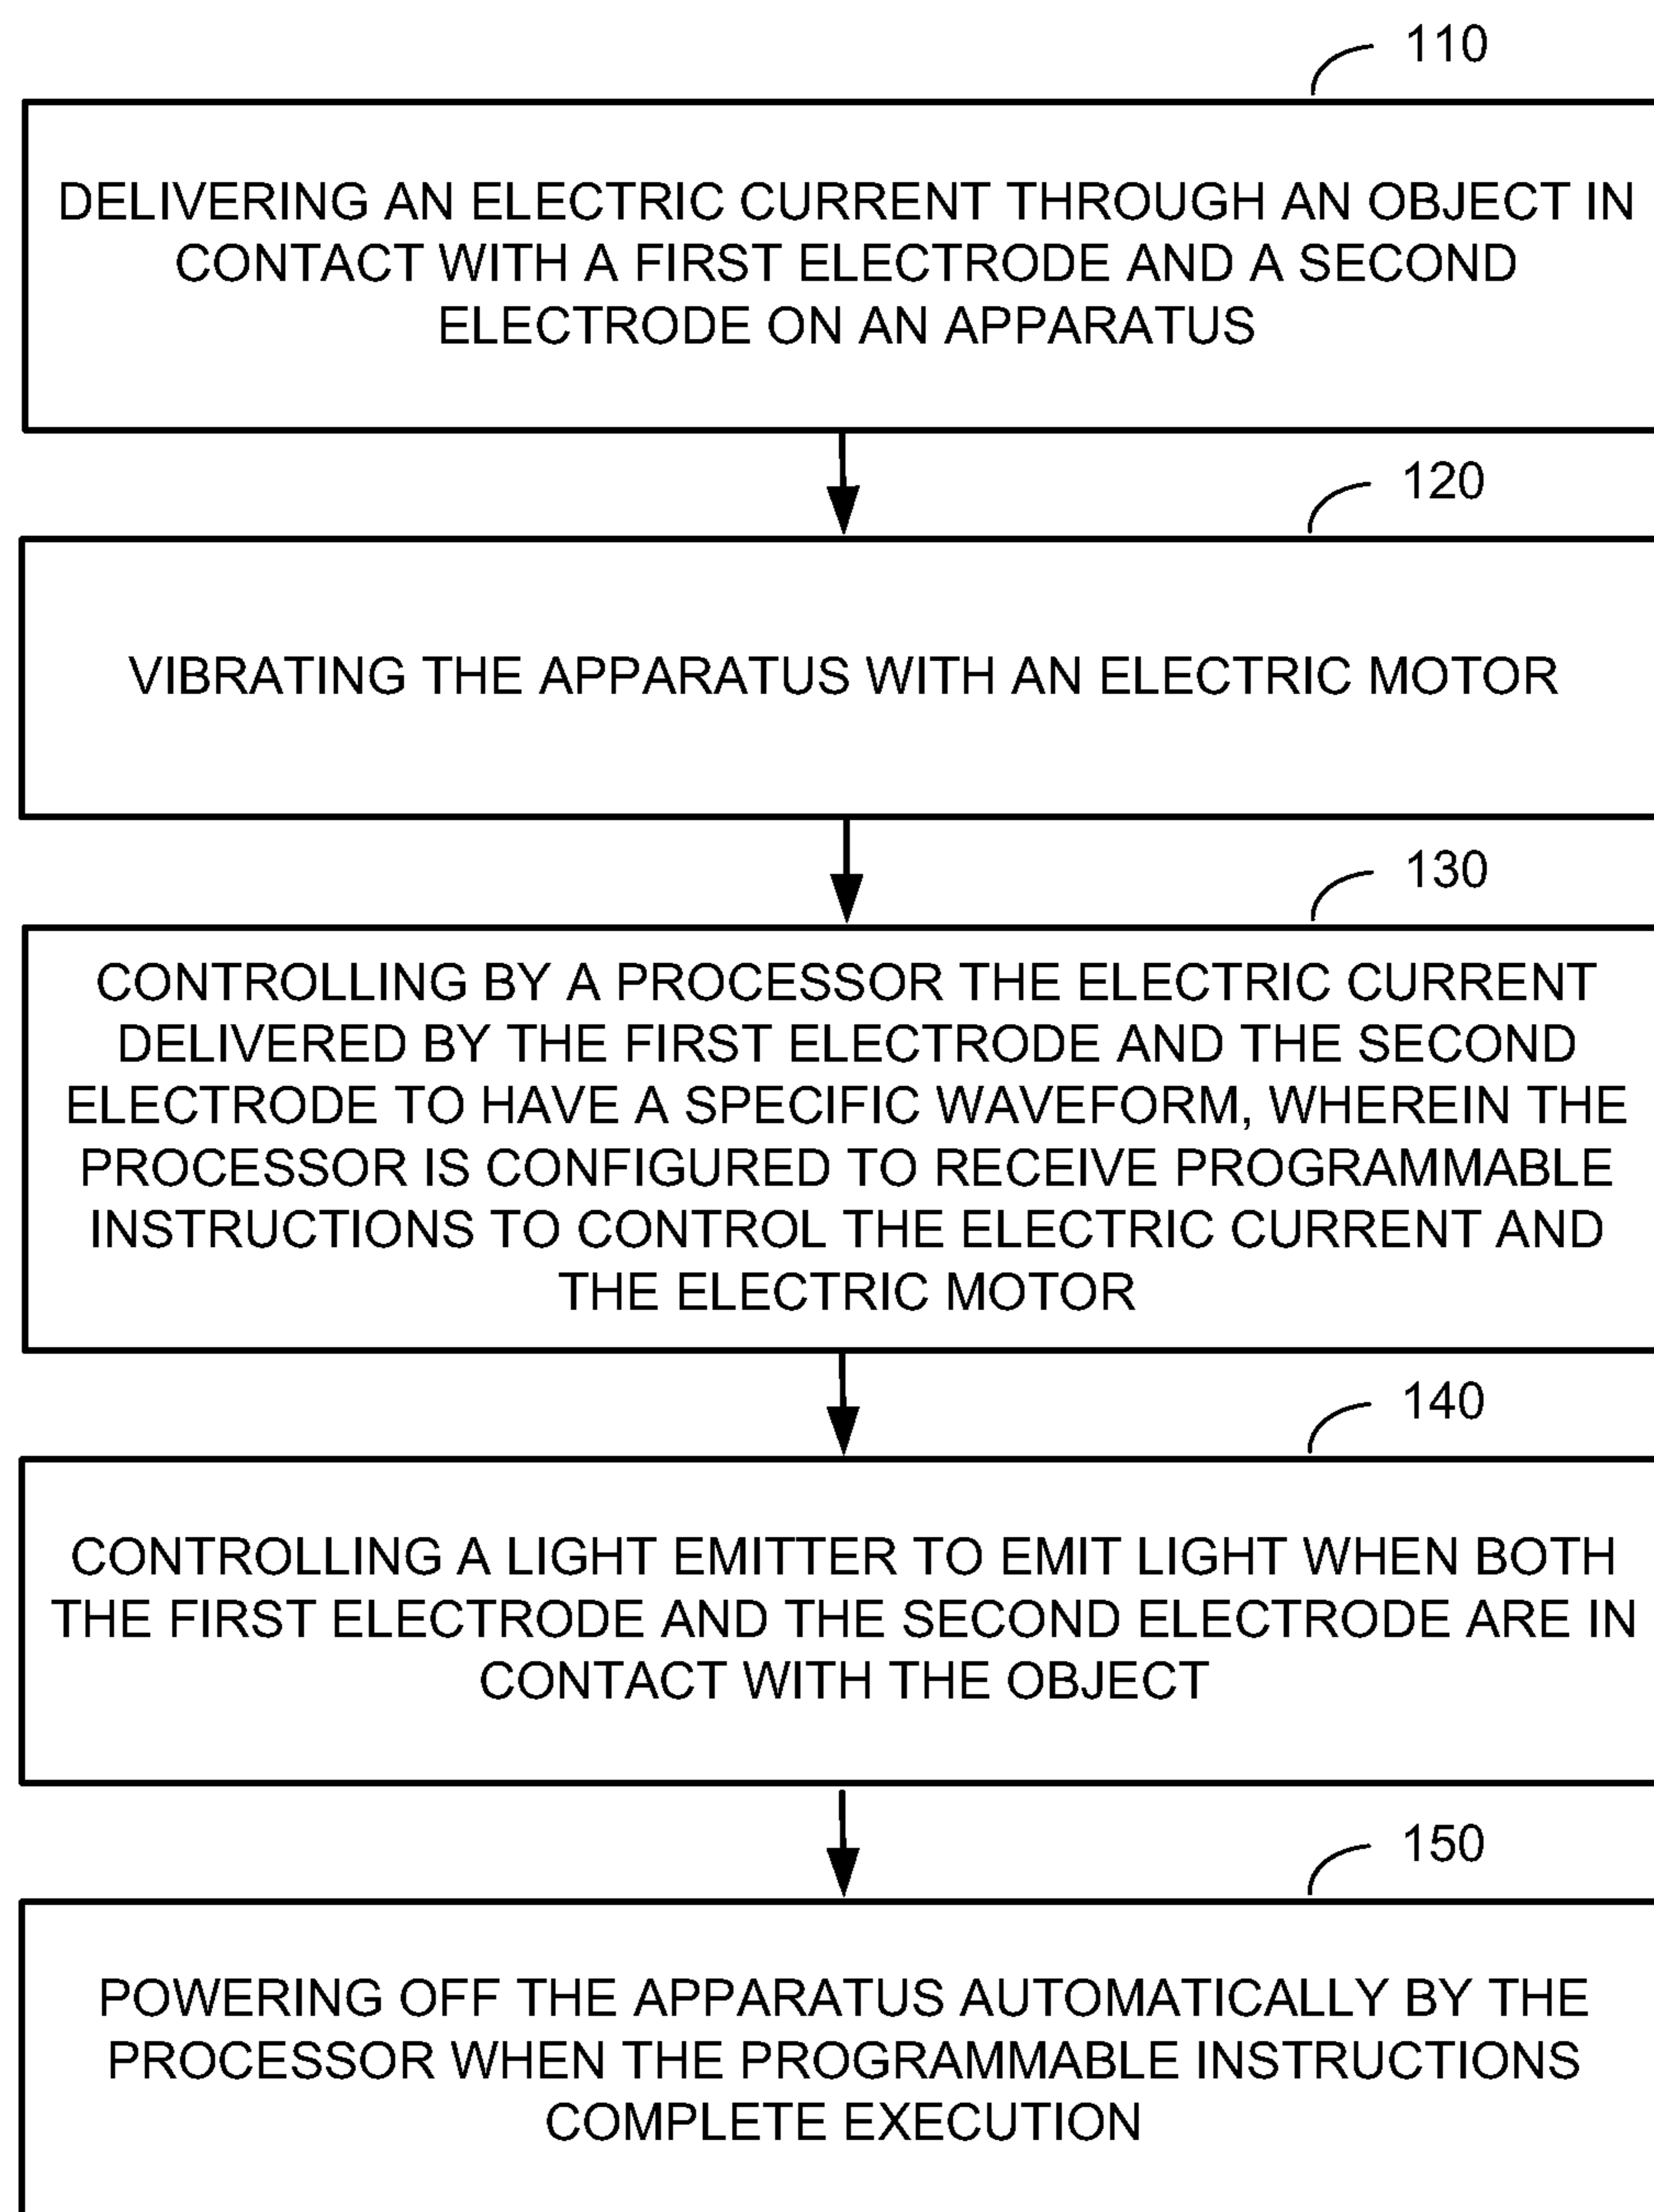 110
DELIVERING AN ELECTRIC CURRENT THROUGH AN OBJECT IN
CONTACT WITH A FIRST ELECTRODE AND A SECOND
ELECTRODE ON AN APPARATUS
120
VIBRATING THE APPARATUS WITH AN ELECTRIC MOTOR
130
CONTROLLING BY A PROCESSOR THE ELECTRIC CURRENT
DELIVERED BY THE FIRST ELECTRODE AND THE SECOND
ELECTRODE TO HAVE A SPECIFIC WAVEFORM, WHEREIN THE
PROCESSOR IS CONFIGURED TO RECEIVE PROGRAMMABLE
INSTRUCTIONS TO CONTROL THE ELECTRIC CURRENT AND
THE ELECTRIC MOTOR
140
CONTROLLING A LIGHT EMITTER TO EMIT LIGHT WHEN BOTH
THE FIRST ELECTRODE AND THE SECOND ELECTRODE ARE IN
CONTACT WITH THE OBJECT
150
POWERING OFF THE APPARATUS AUTOMATICALLY BY THE
PROCESSOR WHEN THE PROGRAMMABLE INSTRUCTIONS
COMPLETE EXECUTION